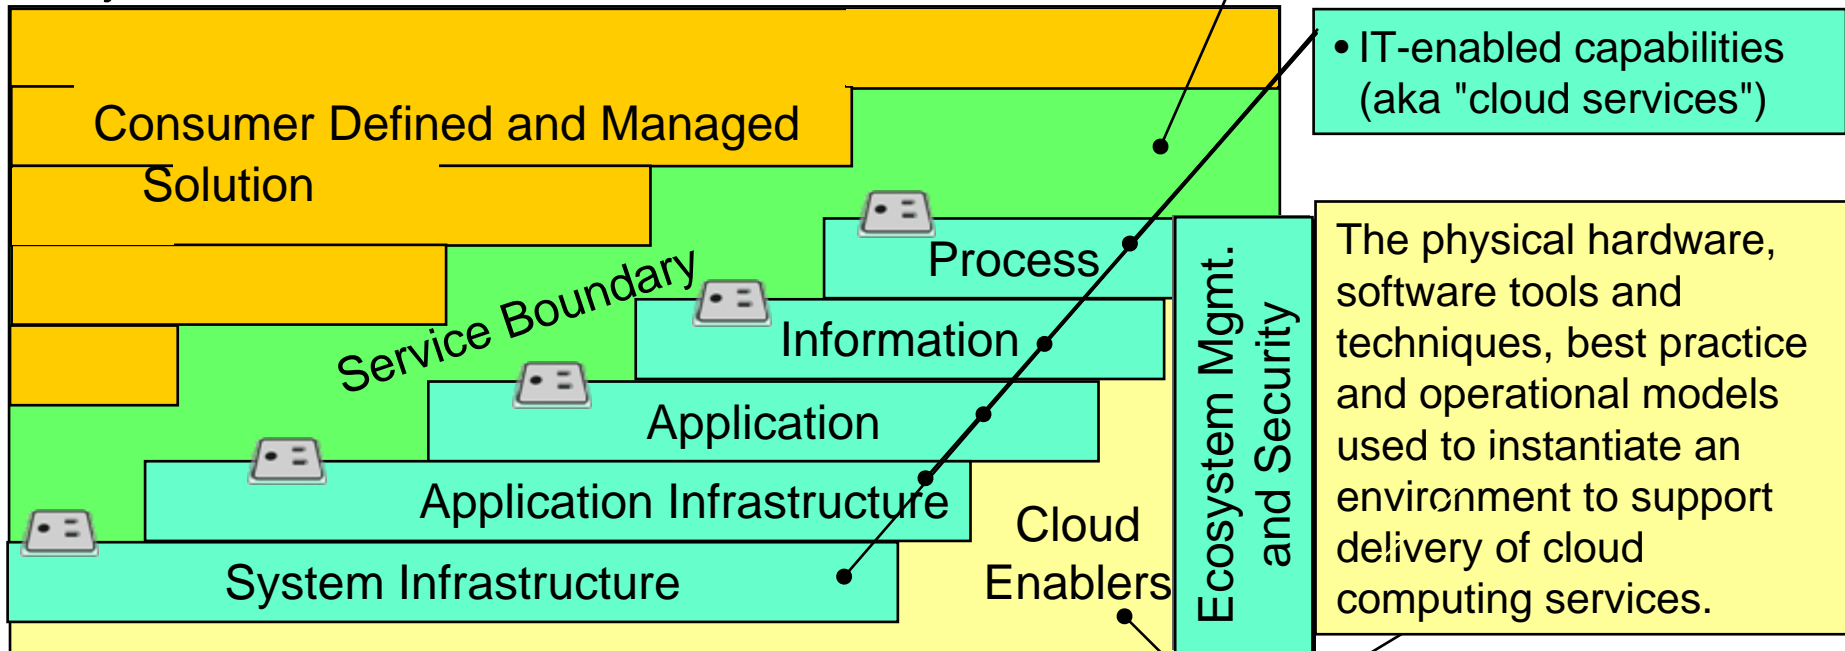 Consumer Defined and Managed
Solution
Service Boundary
Process
Information
Application
Application Infrastructure
System Infrastructure
Cloud
Enablers
Ecosystem Mgmt.
and Security
• IT-enabled capabilities
(aka "cloud services")
The physical hardware,
software tools and
techniques, best practice
and operational models
used to instantiate an
environment to support
delivery of cloud
computing services.